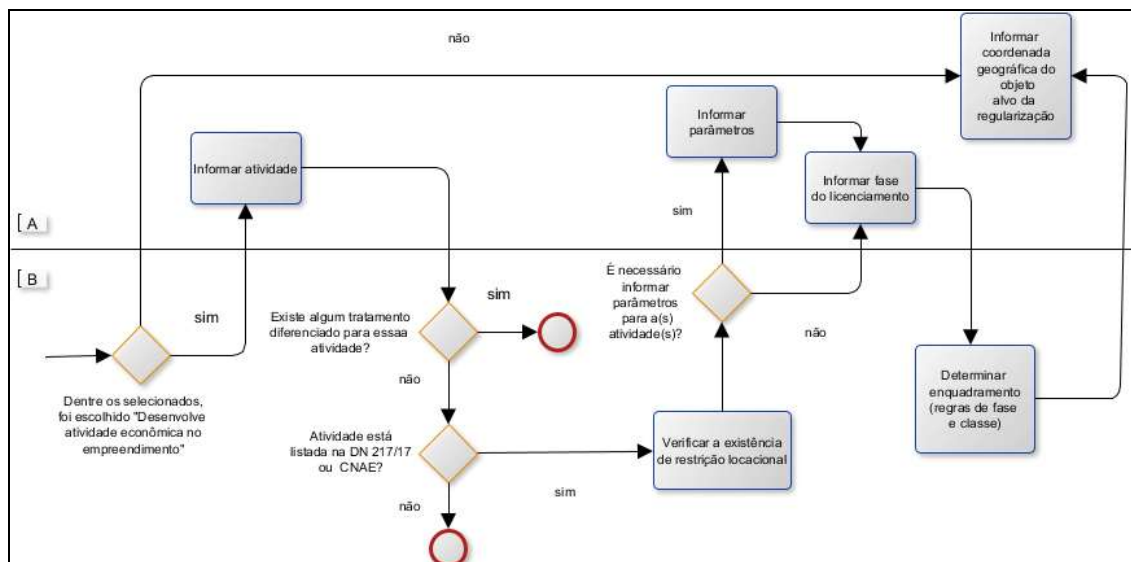 não
Informar
coordenada
geográfica do
objeto
alvo da
regularização
Informar
parâmetros
Informar atividade
Informar fase
do licenciamento
sim
[ A
[ B
sim
Existe algum tratamento
diferenciado para essaa
atividade?
sim
É necessário
informar
parâmetros
para a(s)
atividade(s)?
não
não
Dentre os selecionados,
foi escolhido "Desenvolve
atividade econômica no
empreendimento"
Determinar
enquadramento
(regras de fase
e classe)
Atividade está
listada na DN 217/17
ou CNAE?
Verificar a existência
de restrição locacional
sim
não